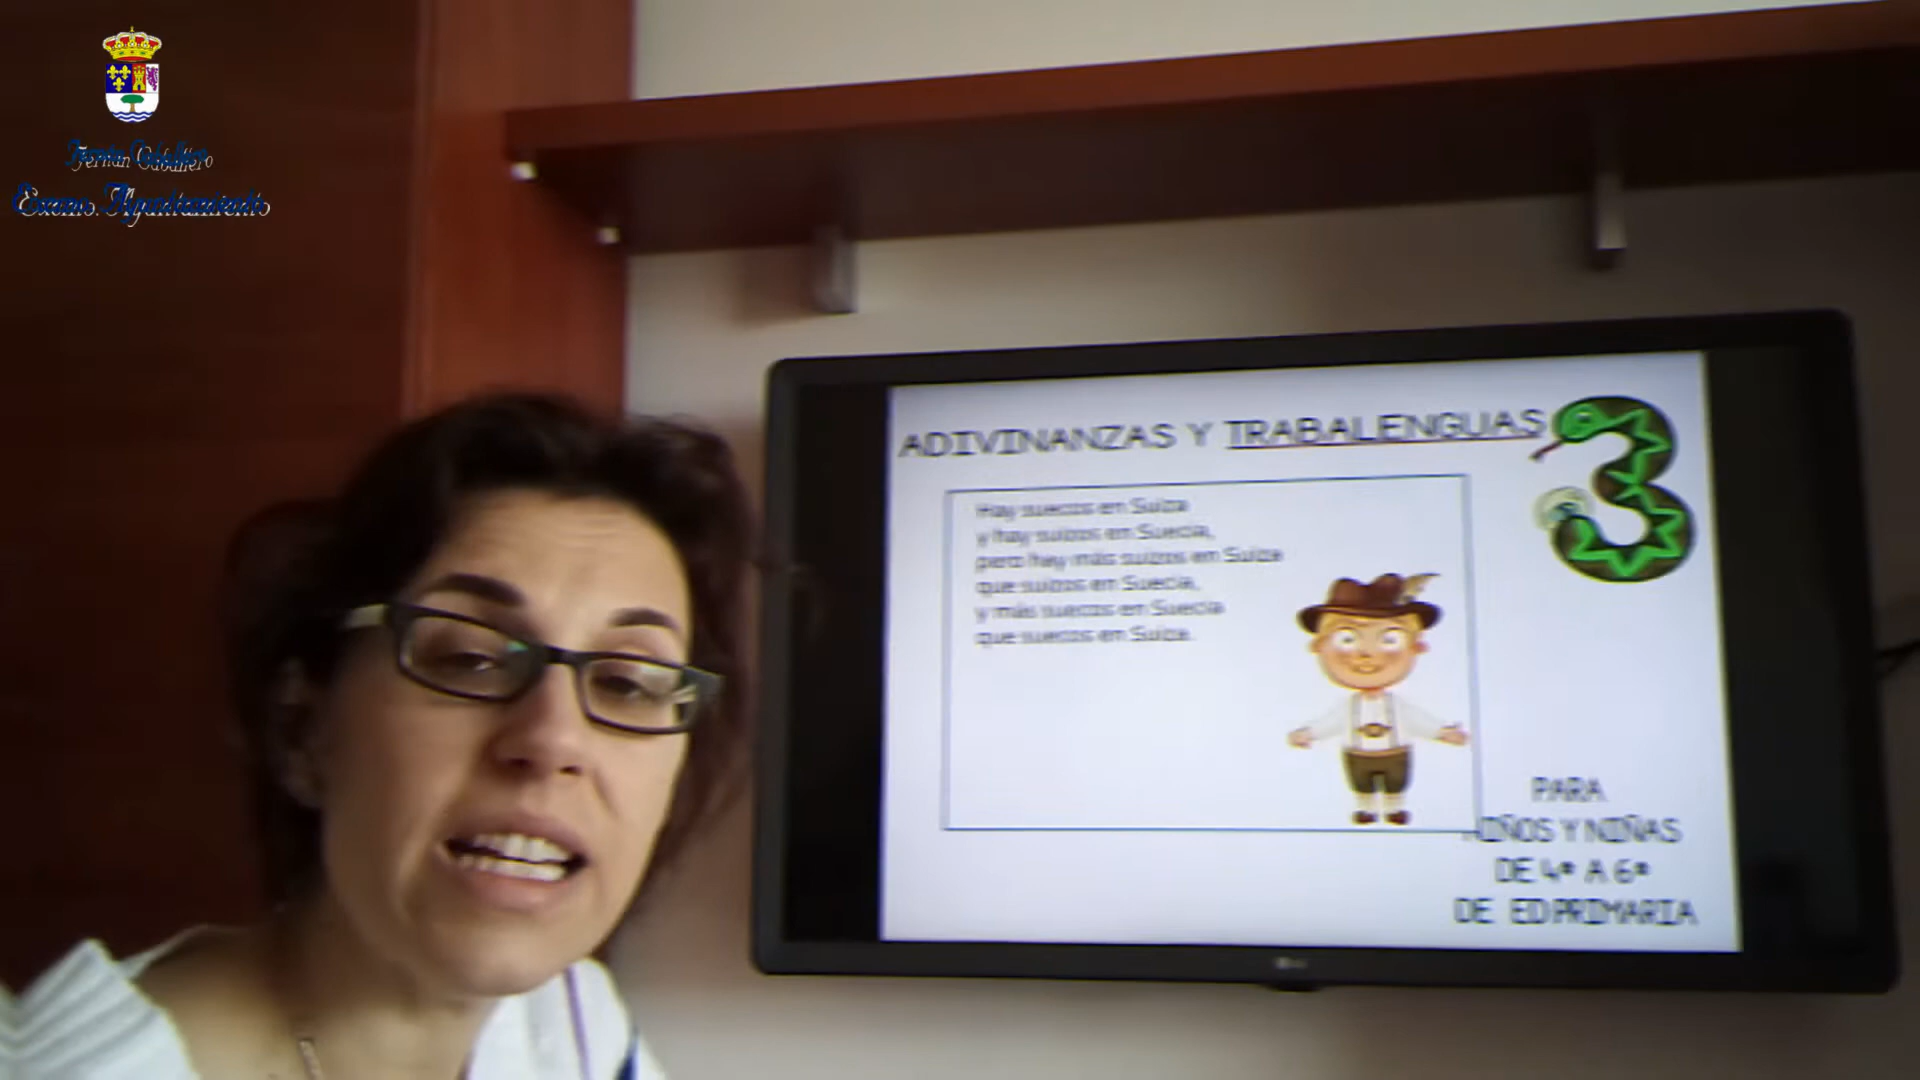 Fernán Caballero
Excmo. Ayuntamiento
ADIVINANZAS Y TRABALENGUAS
3
Hay suecos en Suiza
y hay suizos en Suecia,
pero hay más suizos en Suiza
que suizos en Suecia,
y más suecos en Suecia
que suecos en Suiza.
PARA
NIÑOS Y NIÑAS
DE 4º A 6º
DE ED PRIMARIA